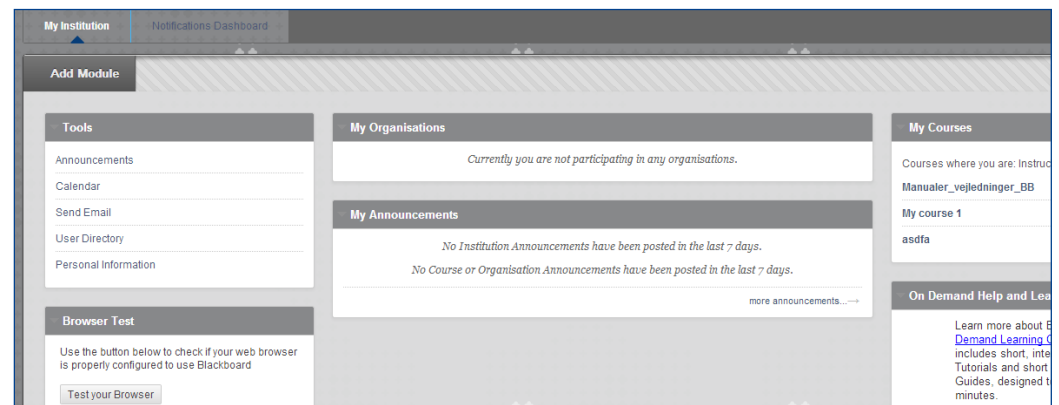 My Institution
Notifications Dashboard
Add Module
Tools
Announcements
Calendar
Send Email
User Directory
Personal Information
Browser Test
Use the button below to check if your web browser
is properly configured to use Blackboard
Test your Browser
My Organisations
Currently you are not participating in any organisations.
My Announcements
No Institution Announcements have been posted in the last 7 days.
No Course or Organisation Announcements have been posted in the last 7 days.
more announcements...→
My Courses
Courses where you are: Instruc
Manualer_vejledninger_BB
My course 1
asdfa
On Demand Help and Lea
Learn more about
Demand Learning
includes short, inte
Tutorials and short
Guides, designed t
minutes.